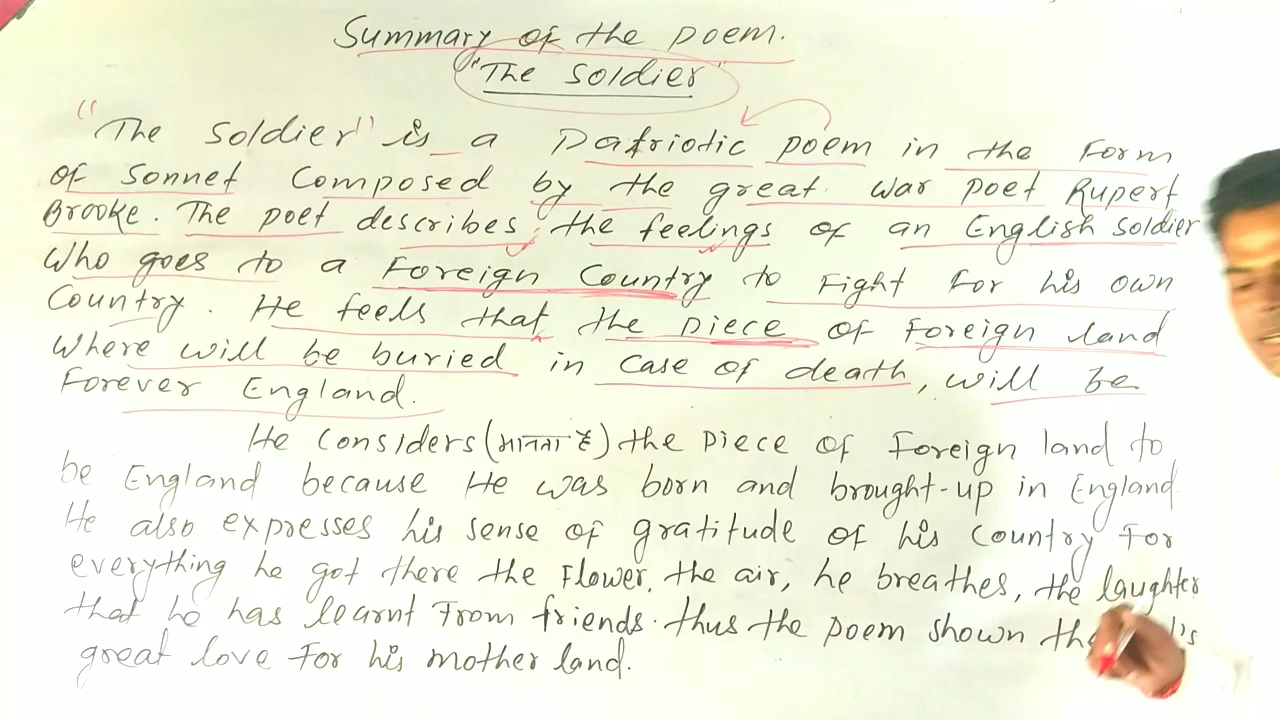 Summary of the poem.
"The Soldier"
"The Soldier" is a Patriotic poem in the Form
of Sonnet Composed by the great war poet Rupert
Brooke. The poet describes, the feelings of an English soldier
Who goes to a Foreign Country to Fight For his own
Country. He feels that the piece of Foreign land
Where will be buried in case of death, will be
Forever England.
He Considers (मानता है) the piece of Foreign land to
be England because He was born and brought-up in England.
He also expresses his sense of gratitude of his Country For
everything he got there the Flower, the air, he breathes, the laughter
that he has learnt From friends. thus the poem shown
great love For his mother land.